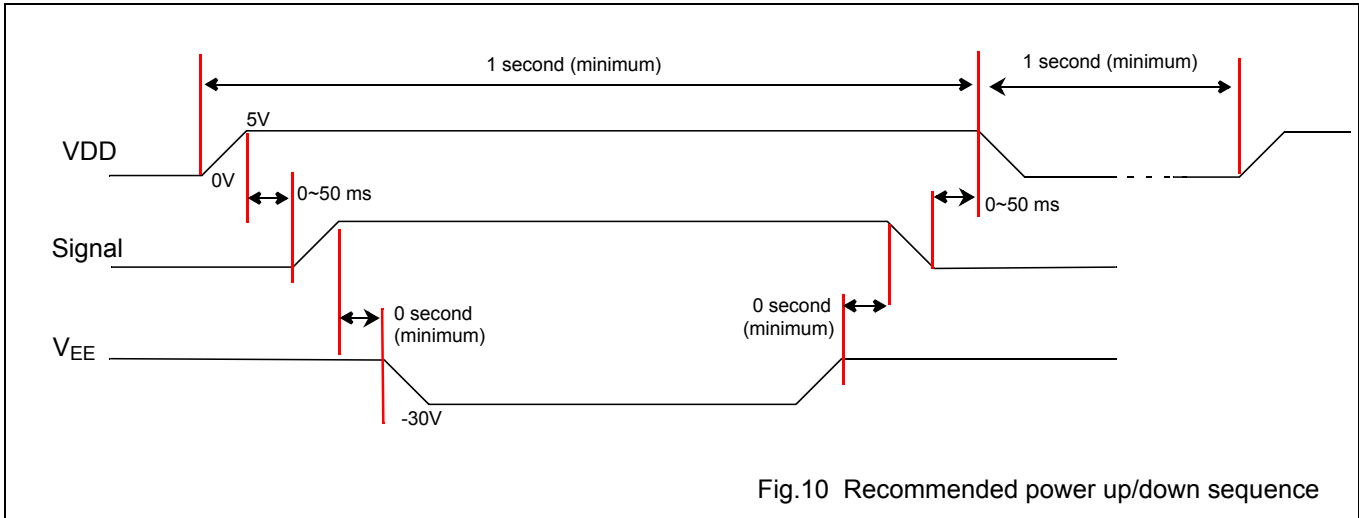 1 second (minimum)
1 second (minimum)
5V
VDD
0V
0~50 ms
0~50 ms
Signal
0 second
(minimum)
0 second
(minimum)
VEE
-30V
Fig.10 Recommended power up/down sequence